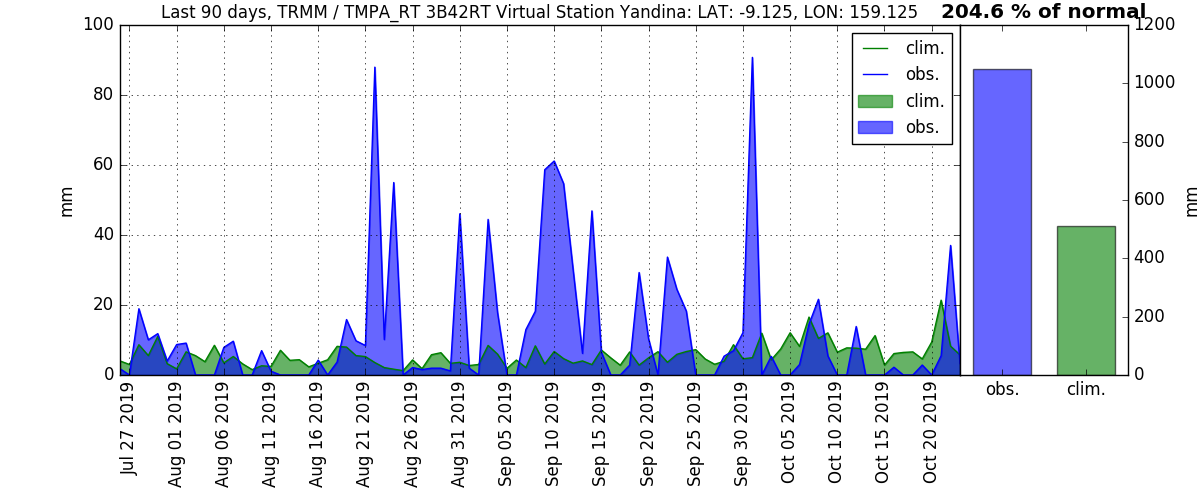 Last 90 days, TRMM / TMPA_RT 3B42RT Virtual Station Yandina: LAT: -9.125, LON: 159.125
204.6 % of normal
100
80
60
40
20
0
mm
clim.
obs.
clim.
obs.
1200
1000
800
600
400
200
0
mm
obs.
clim.
Jul 27 2019
Aug 01 2019
Aug 06 2019
Aug 11 2019
Aug 16 2019
Aug 21 2019
Aug 26 2019
Aug 31 2019
Sep 05 2019
Sep 10 2019
Sep 15 2019
Sep 20 2019
Sep 25 2019
Sep 30 2019
Oct 05 2019
Oct 10 2019
Oct 15 2019
Oct 20 2019